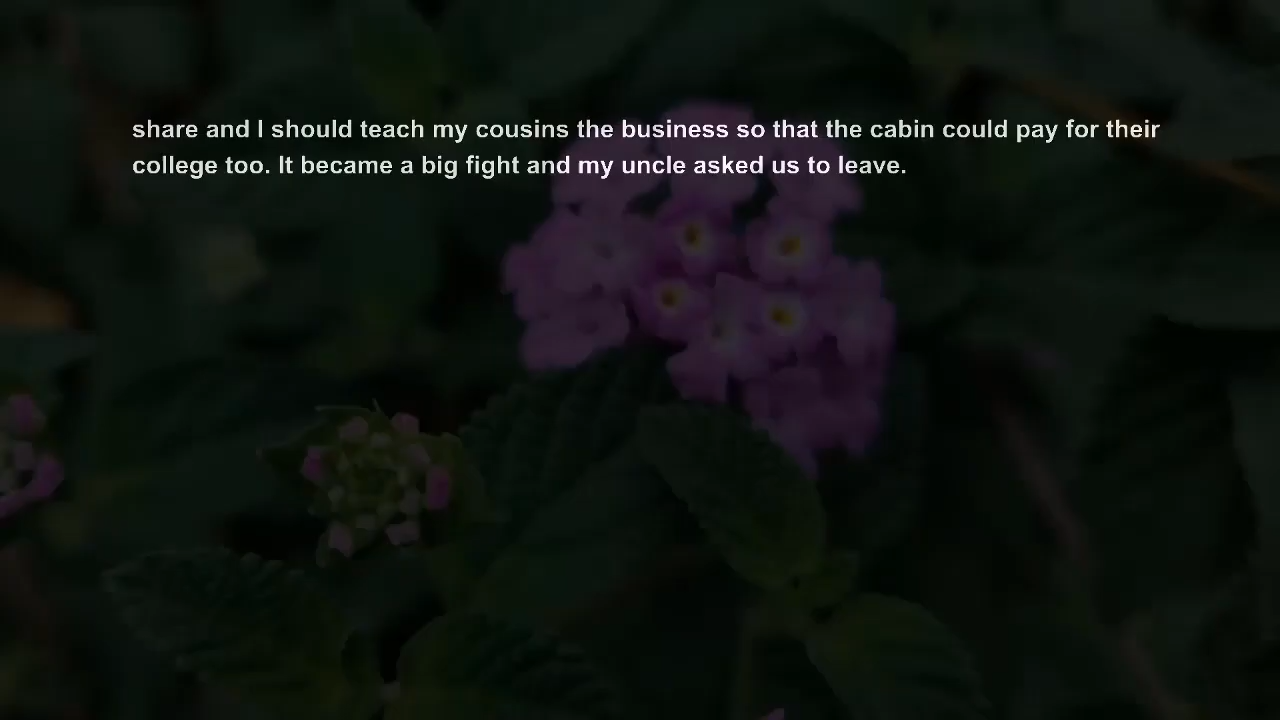 share and I should teach my cousins the business so that the cabin could pay for their
college too. It became a big fight and my uncle asked us to leave.